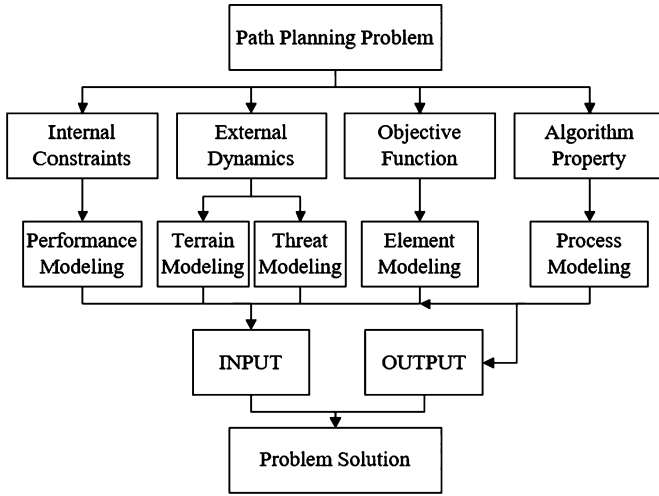 Path Planning Problem
Internal
Constraints
External
Dynamics
Objective
Function
Algorithm
Property
Performance
Modeling
Terrain
Modeling
Threat
Modeling
Element
Modeling
Process
Modeling
INPUT
OUTPUT
Problem Solution